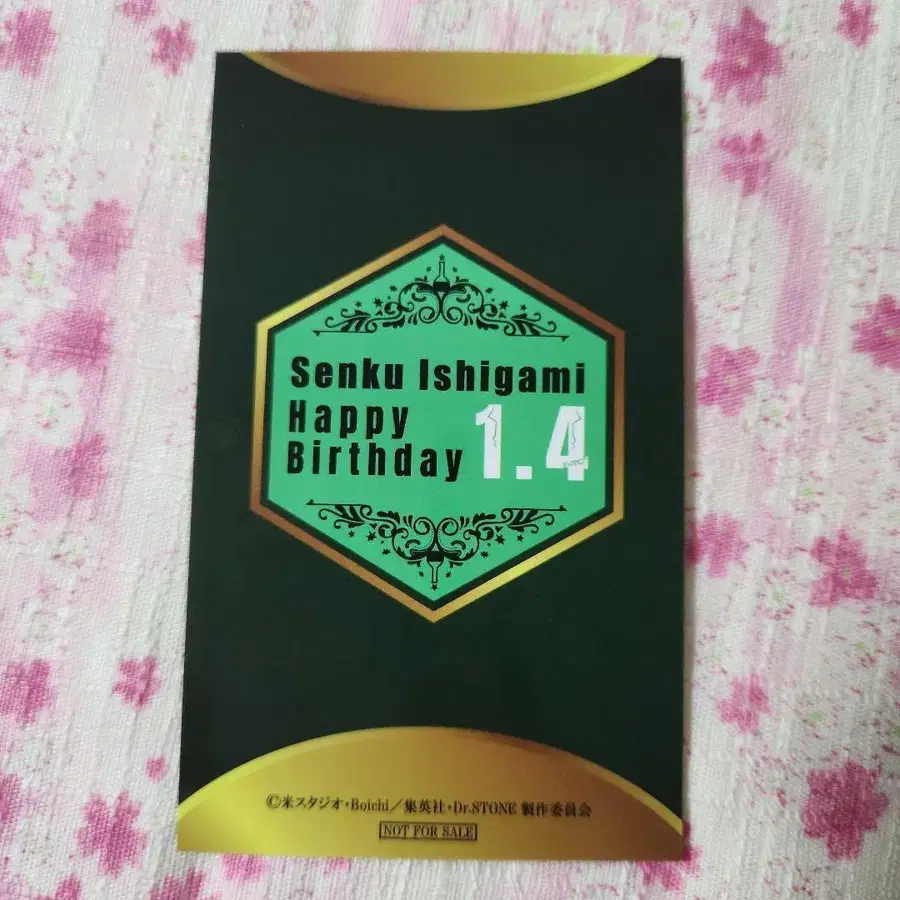 Senku Ishigami
Happy
Birthday 1.4
©米スタジオ・Boichi／集英社・Dr.STONE 製作委員会
NOT FOR SALE